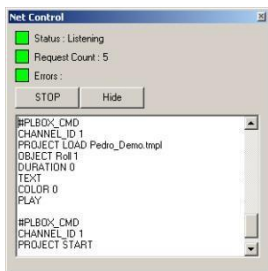 Net Control
Status : Listening
Request Count : 5
Errors :
STOP Hide
#PLBOX_CMD
CHANNEL_ID 1
PROJECT LOAD Pedro_Demo.tmpl
OBJECT Roll 1
DURATION 0
TEXT
COLOR 0
PLAY
#PLBOX_CMD
CHANNEL_ID 1
PROJECT START